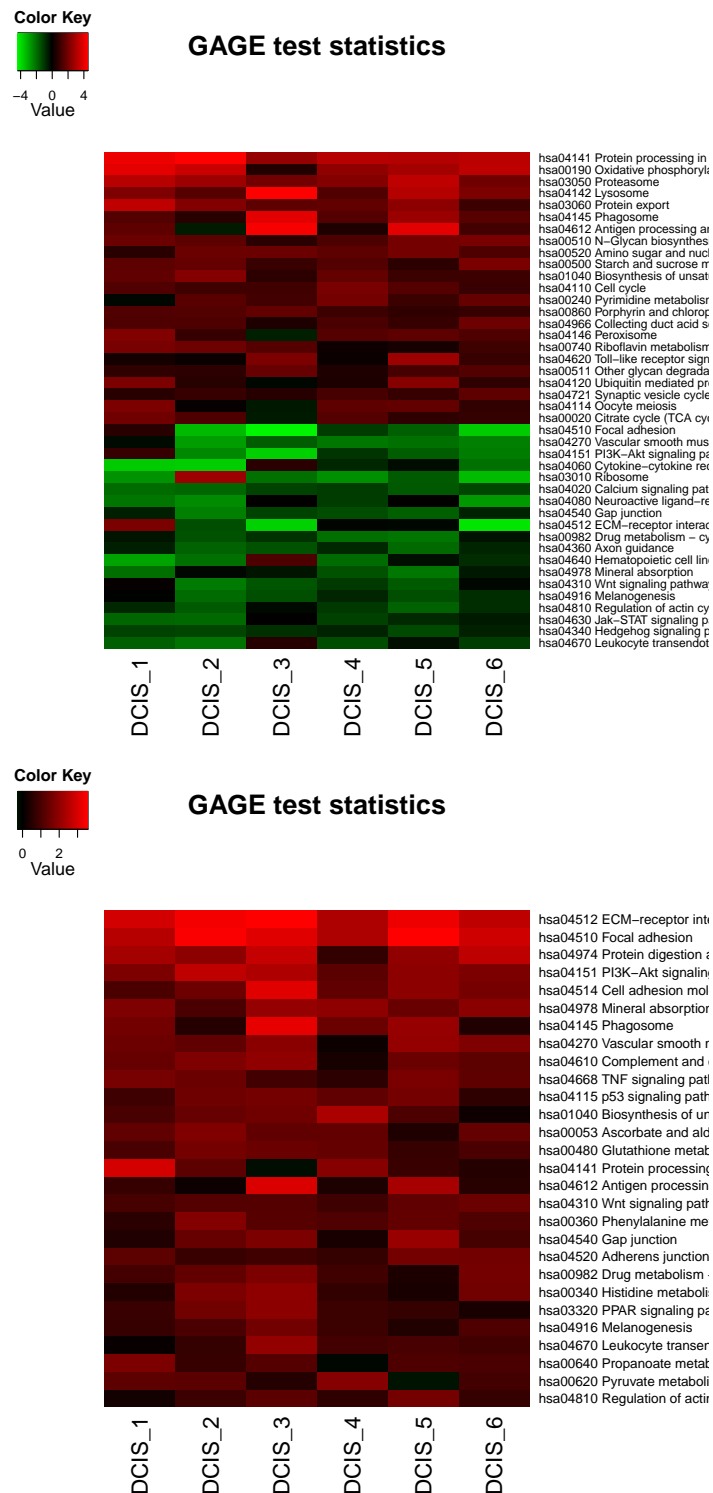 Color Key
GAGE test statistics
−4 0 4
Value
hsa04141 Protein processing in
hsa00190 Oxidative phosphoryla
hsa03050 Proteasome
hsa04142 Lysosome
hsa03060 Protein export
hsa04145 Phagosome
hsa04612 Antigen processing an
hsa00510 N−Glycan biosynthes
hsa00520 Amino sugar and nucl
hsa00500 Starch and sucrose m
hsa01040 Biosynthesis of unsatu
hsa04110 Cell cycle
hsa00240 Pyrimidine metabolism
hsa00860 Porphyrin and chlorop
hsa04966 Collecting duct acid se
hsa04146 Peroxisome
hsa00740 Riboflavin metabolism
hsa04620 Toll−like receptor sign
hsa00511 Other glycan degrada
hsa04120 Ubiquitin mediated pro
hsa04721 Synaptic vesicle cycle
hsa04114 Oocyte meiosis
hsa00020 Citrate cycle (TCA cyc
hsa04510 Focal adhesion
hsa04270 Vascular smooth mus
hsa04151 PI3K−Akt signaling pa
hsa04060 Cytokine−cytokine rec
hsa03010 Ribosome
hsa04020 Calcium signaling pat
hsa04080 Neuroactive ligand−re
hsa04540 Gap junction
hsa04512 ECM−receptor interac
hsa00982 Drug metabolism − cy
hsa04360 Axon guidance
hsa04640 Hematopoietic cell line
hsa04978 Mineral absorption
hsa04310 Wnt signaling pathway
hsa04916 Melanogenesis
hsa04810 Regulation of actin cy
hsa04630 Jak−STAT signaling pa
hsa04340 Hedgehog signaling p
hsa04670 Leukocyte transendot
DCIS_1 DCIS_2 DCIS_3 DCIS_4 DCIS_5 DCIS_6
Color Key
GAGE test statistics
0 2
Value
hsa04512 ECM−receptor inte
hsa04510 Focal adhesion
hsa04974 Protein digestion a
hsa04151 PI3K−Akt signaling
hsa04514 Cell adhesion mol
hsa04978 Mineral absorption
hsa04145 Phagosome
hsa04270 Vascular smooth m
hsa04610 Complement and c
hsa04668 TNF signaling path
hsa04115 p53 signaling path
hsa01040 Biosynthesis of un
hsa00053 Ascorbate and ald
hsa00480 Glutathione metab
hsa04141 Protein processing
hsa04612 Antigen processin
hsa04310 Wnt signaling path
hsa00360 Phenylalanine me
hsa04540 Gap junction
hsa04520 Adherens junction
hsa00982 Drug metabolism −
hsa00340 Histidine metabolis
hsa03320 PPAR signaling pa
hsa04916 Melanogenesis
hsa04670 Leukocyte transen
hsa00640 Propanoate metab
hsa00620 Pyruvate metaboli
hsa04810 Regulation of actin
DCIS_1 DCIS_2 DCIS_3 DCIS_4 DCIS_5 DCIS_6